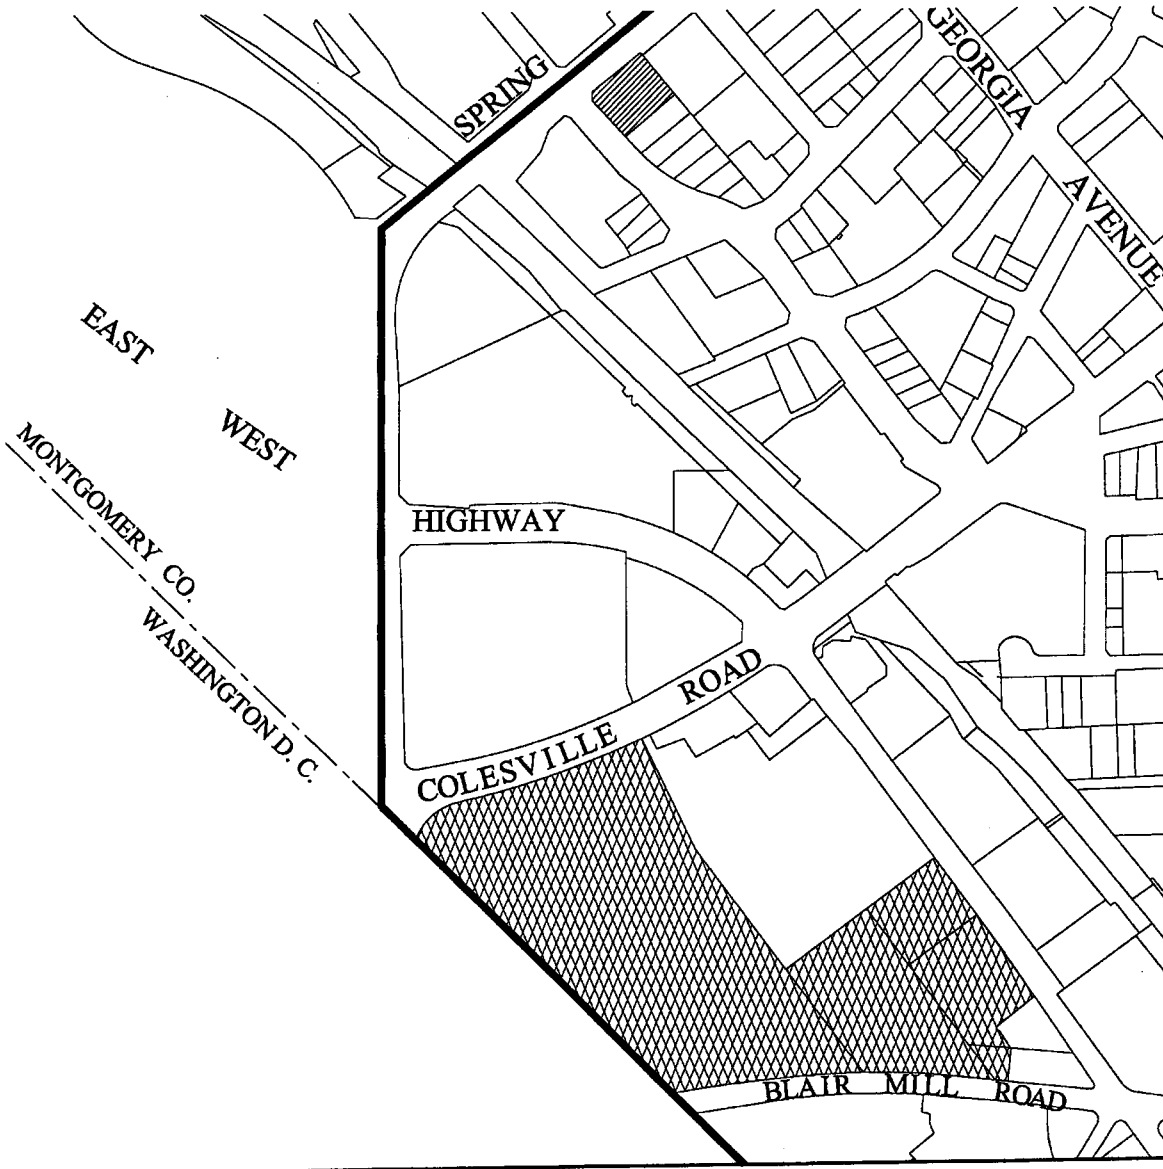 GEORGIA
AVENUE
SPRING
EAST
WEST
HIGHWAY
MONTGOMERY CO.
WASHINGTON D. C.
COLESVILLE ROAD
BLAIR MILL ROAD